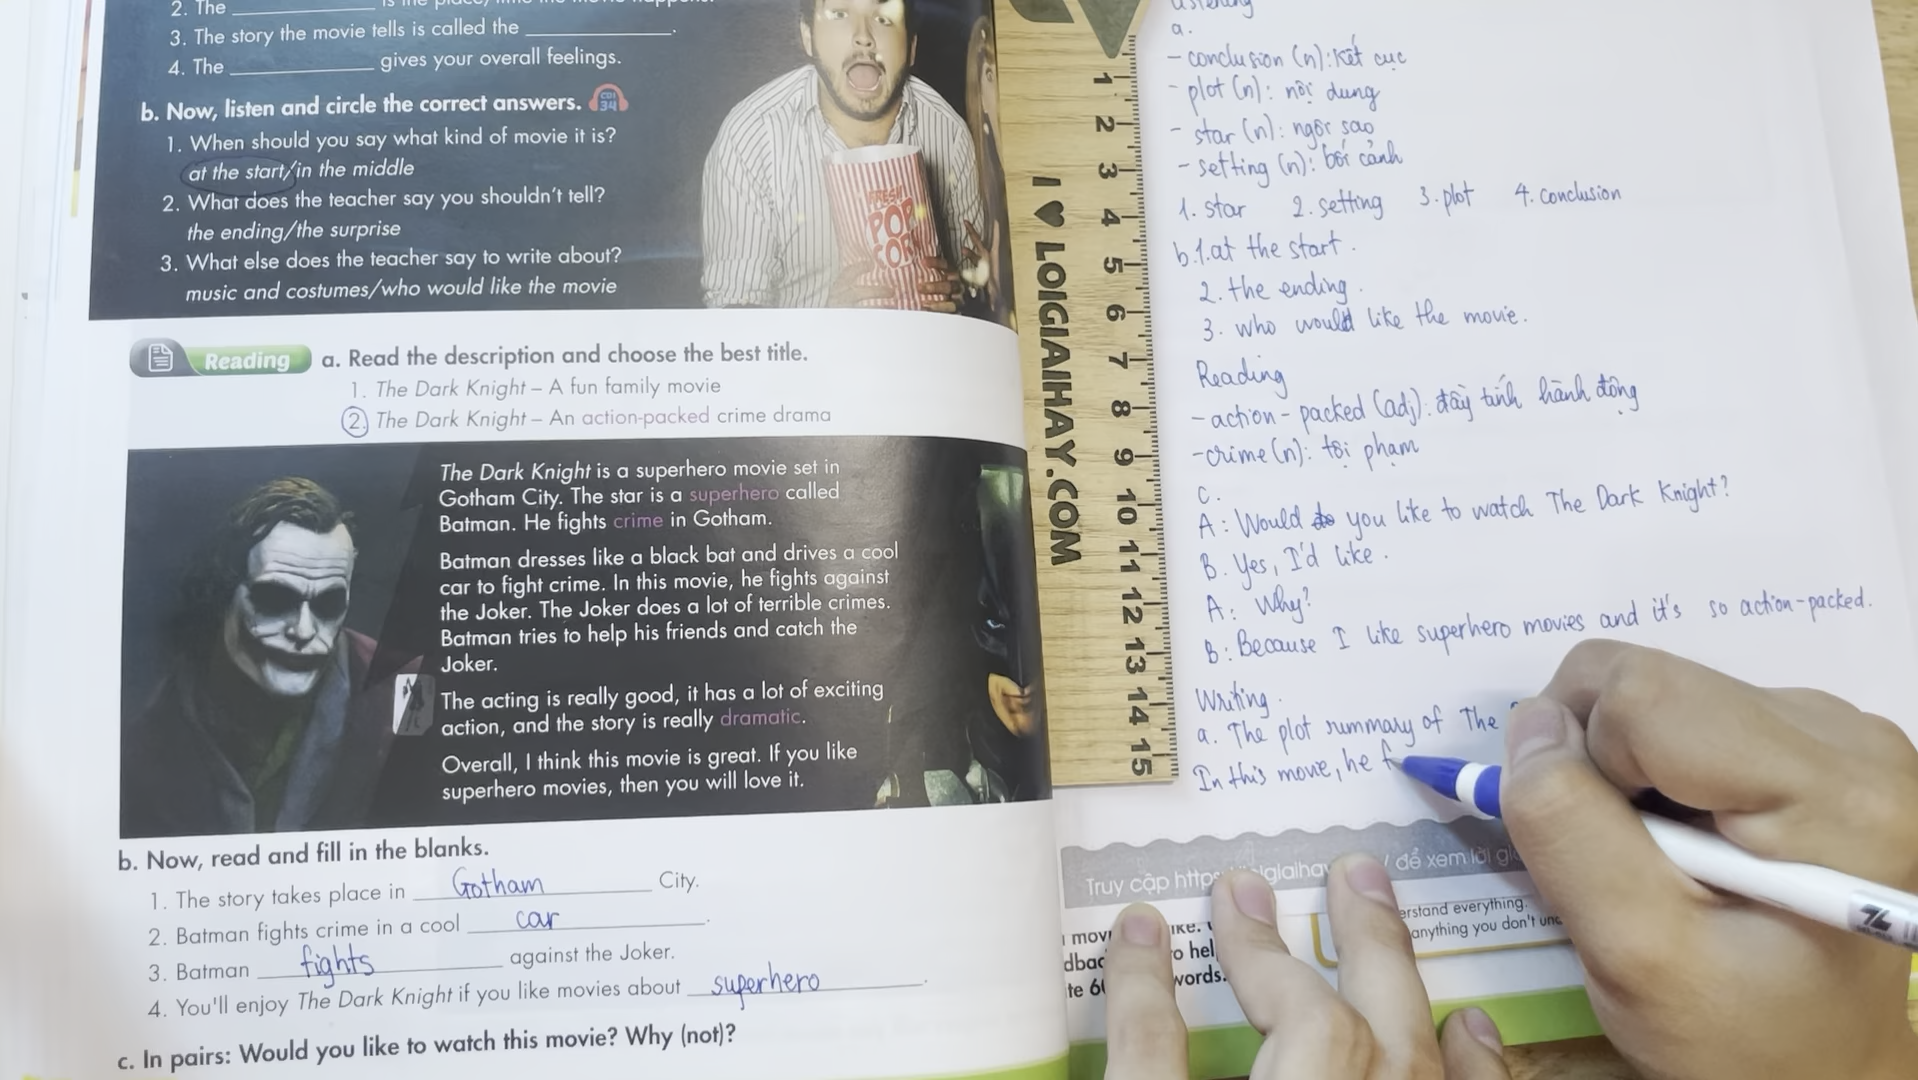 2. The
3. The story the movie tells is called the ____________.
4. The ____________ gives your overall feelings.
b. Now, listen and circle the correct answers. CD1 34
1. When should you say what kind of movie it is?
at the start/in the middle
2. What does the teacher say you shouldn't tell?
the ending/the surprise
3. What else does the teacher say to write about?
music and costumes/who would like the movie
FRESH
POP
CORN
Reading a. Read the description and choose the best title.
1. The Dark Knight – A fun family movie
2. The Dark Knight – An action-packed crime drama
The Dark Knight is a superhero movie set in
Gotham City. The star is a superhero called
Batman. He fights crime in Gotham.
Batman dresses like a black bat and drives a cool
car to fight crime. In this movie, he fights against
the Joker. The Joker does a lot of terrible crimes.
Batman tries to help his friends and catch the
Joker.
The acting is really good, it has a lot of exciting
action, and the story is really dramatic.
Overall, I think this movie is great. If you like
superhero movies, then you will love it.
b. Now, read and fill in the blanks.
1. The story takes place in Gotham City.
2. Batman fights crime in a cool car.
3. Batman fights against the Joker.
4. You'll enjoy The Dark Knight if you like movies about superhero.
c. In pairs: Would you like to watch this movie? Why (not)?
I ♥ LOIGIAIHAY.COM
1 2 3 4 5 6 7 8 9 10 11 12 13 14 15
Listening
a.
- conclusion (n): kết cục
- plot (n): nội dung
- star (n): ngôi sao
- setting (n): bối cảnh
1. star 2. setting 3. plot 4. conclusion
b. 1. at the start.
2. the ending.
3. who would like the movie.
Reading
- action-packed (adj): đầy tính hành động
- crime (n): tội phạm
C.
A: Would you like to watch The Dark Knight?
B. Yes, I'd like.
A: Why?
B: Because I like superhero movies and it's so action-packed.
Writing.
a. The plot summary of The
In this movie, he f
Truy cập để xem lời
erstand everything.
anything you don't
words.